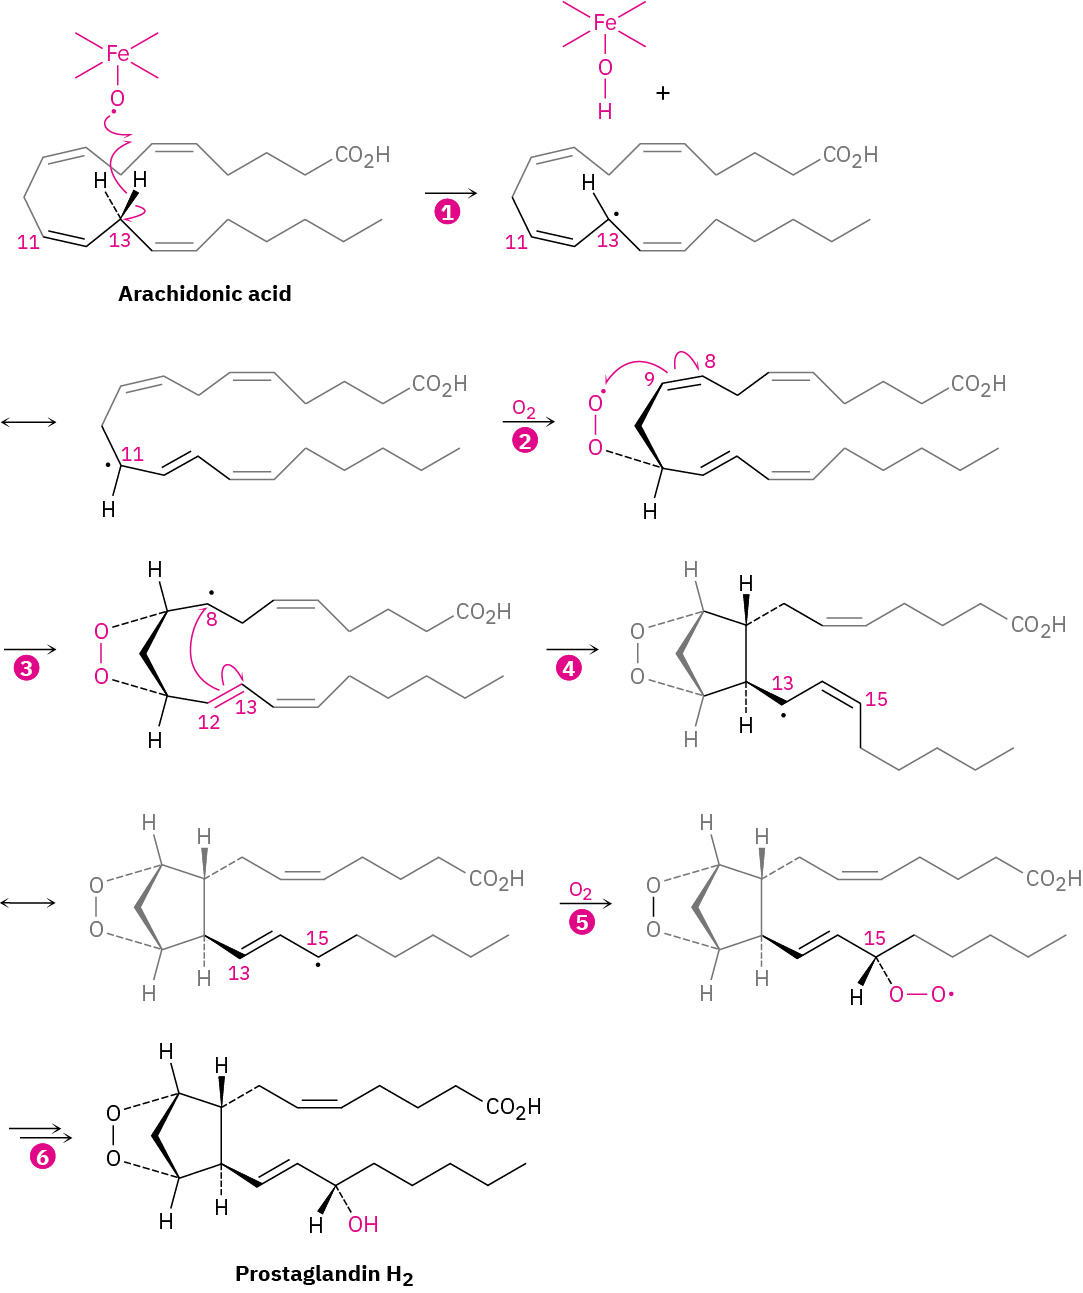 Fe
Fe
O
O
H
+
CO₂H
CO₂H
H H
H
1
11 13
11 13
Arachidonic acid
CO₂H
8
9
CO₂H
O
O₂
2
O
11
H
H
H
CO₂H
8
O
O
3
12 13
H
4
H H
CO₂H
O
O
13 15
H
H
H H
CO₂H
O
O
15
13
H
H
O₂
5
H H
CO₂H
O
O
15
H
H
H O—O
H H
CO₂H
O
O
6
H
H
H OH
Prostaglandin H₂